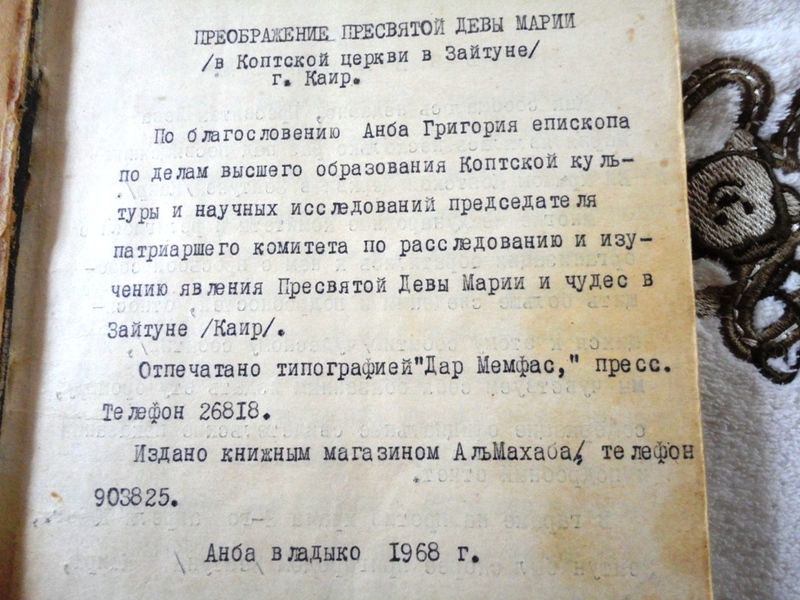 ПРЕОБРАЖЕНИЕ ПРЕСВЯТОЙ ДЕВЫ МАРИИ
/в Коптской церкви в Зайтуне/
г. Каир.
По благословению Анба Григория епископа
по делам высшего образования Коптской куль-
туры и научных исследований председателя
патриаршего комитета по расследованию и изу-
чению явления Пресвятой Девы Марии и чудес в
Зайтуне /Каир/.
Отпечатано типографией"Дар Мемфас," пресс.
Телефон 26818.
Издано книжным магазином АльМахаба/, телефон
903825.
Анба владыко 1968 г.